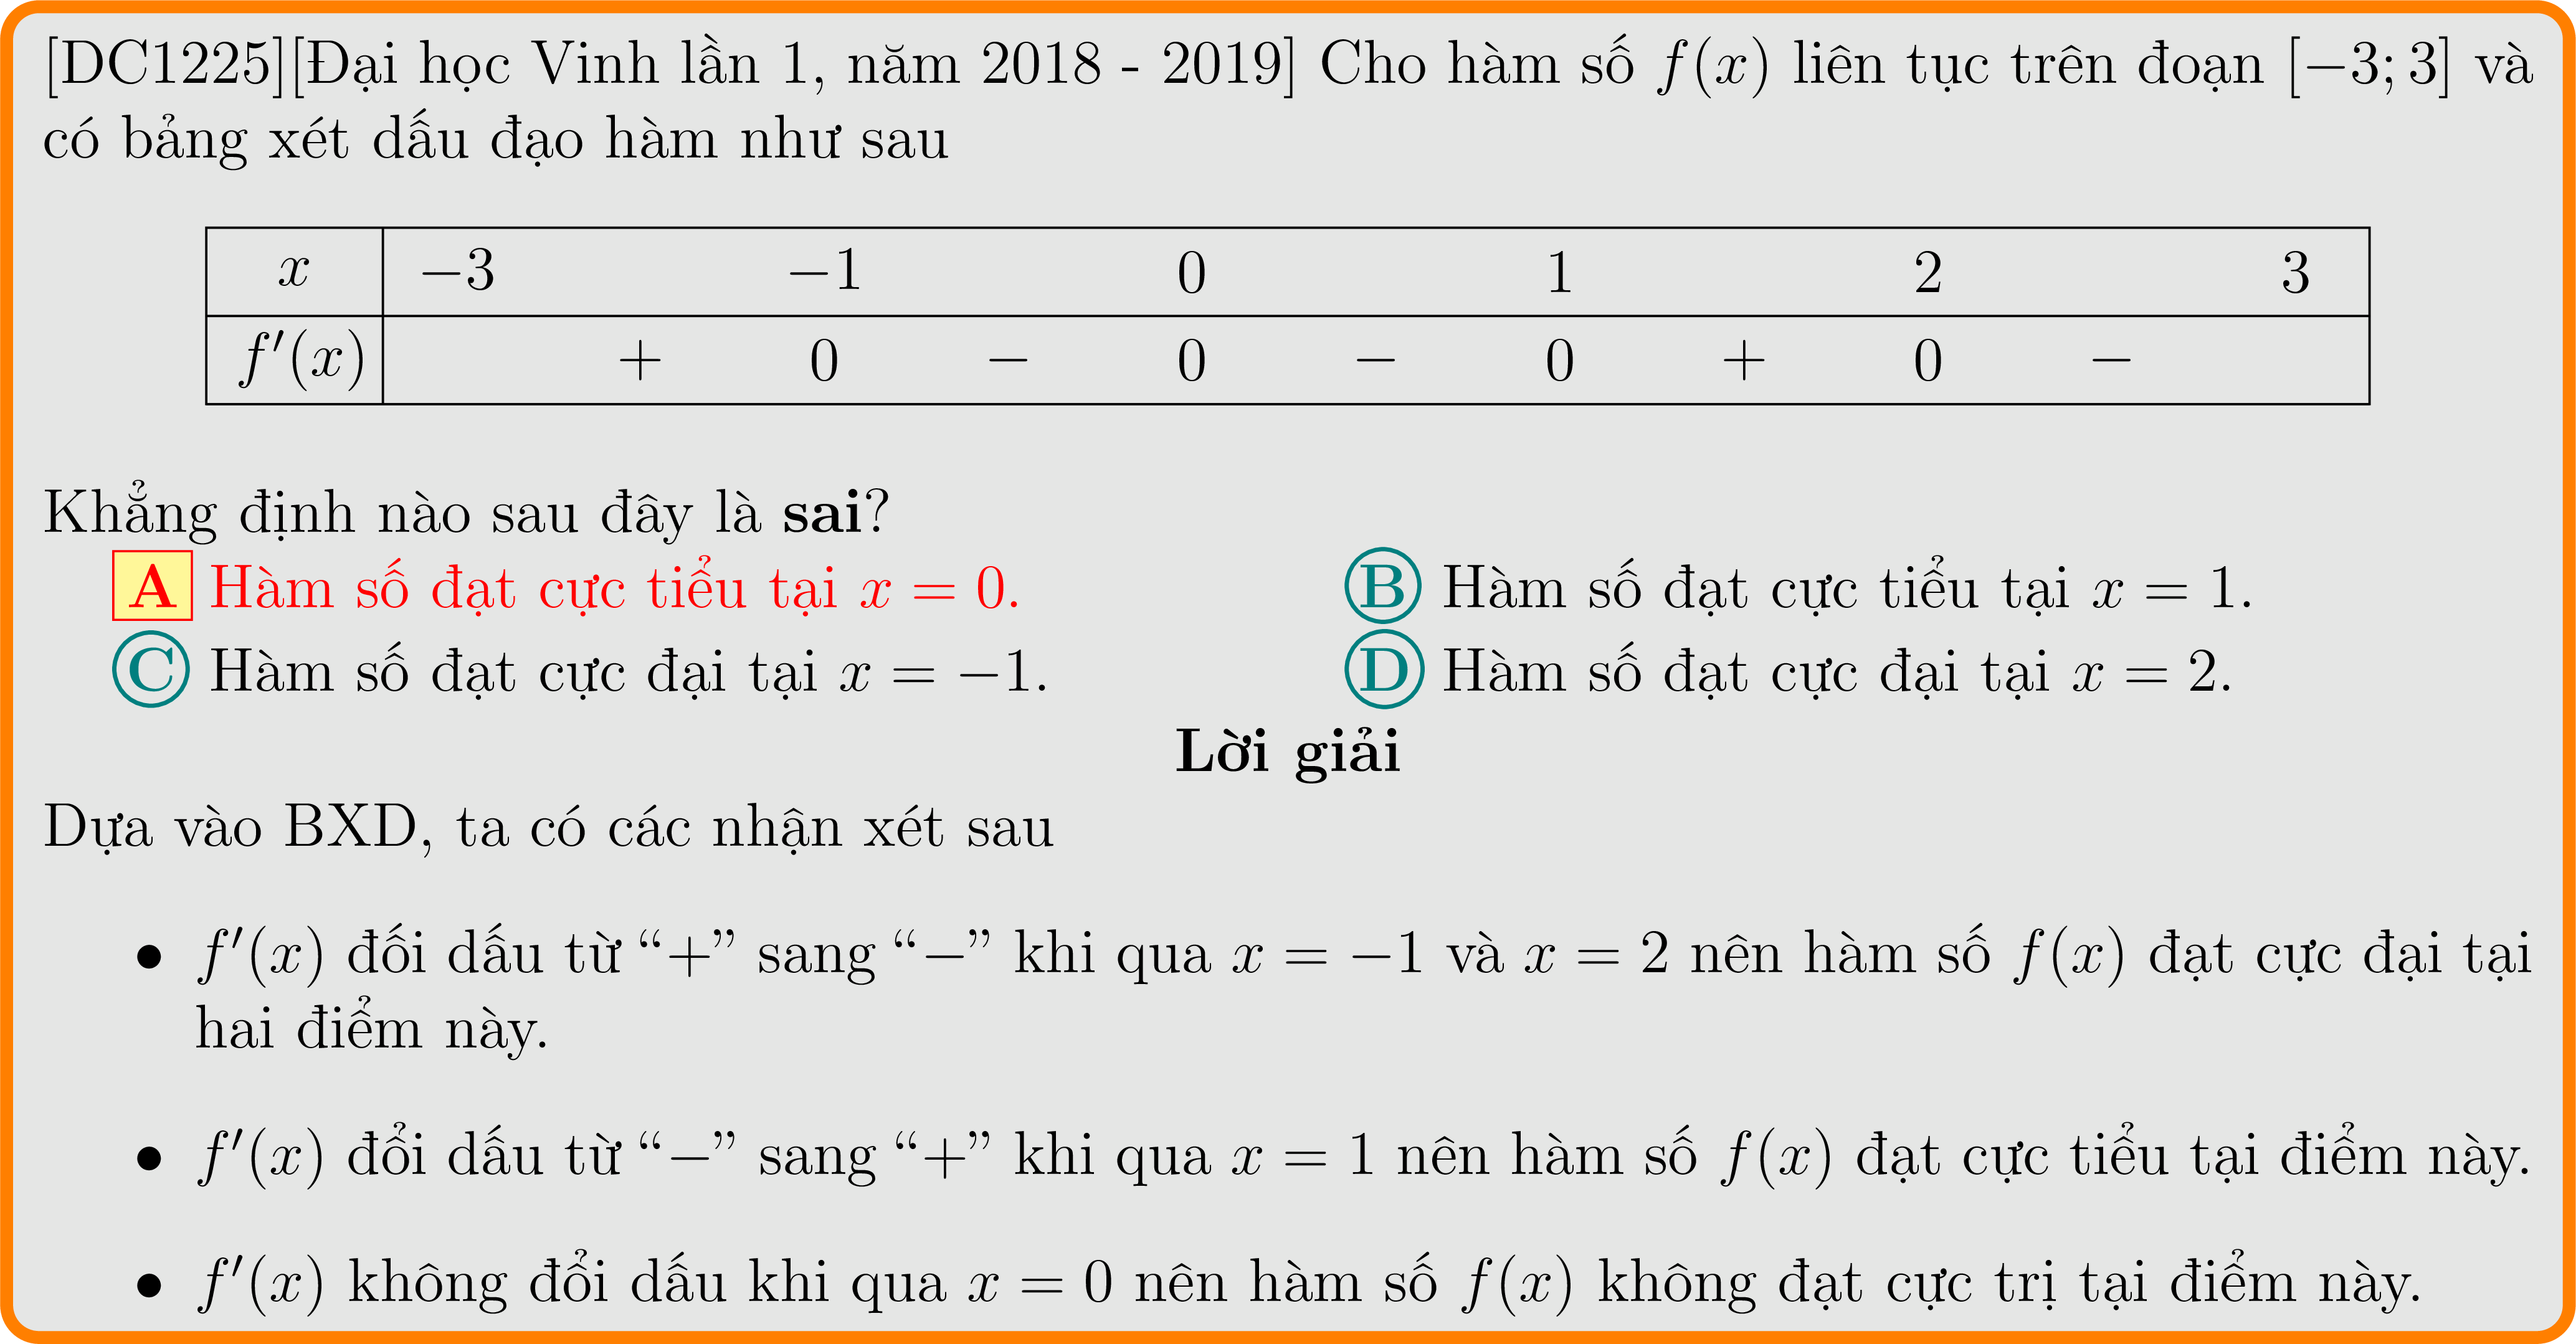 [DC1225][Đại học Vinh lần 1, năm 2018 - 2019] Cho hàm số f(x) liên tục trên đoạn [−3; 3] và
có bảng xét dấu đạo hàm như sau
x −3 −1 0 1 2 3
f′(x) + 0 − 0 − 0 + 0 −
Khẳng định nào sau đây là sai?
A Hàm số đạt cực tiểu tại x = 0. B Hàm số đạt cực tiểu tại x = 1.
C Hàm số đạt cực đại tại x = −1. D Hàm số đạt cực đại tại x = 2.
Lời giải
Dựa vào BXD, ta có các nhận xét sau
• f′(x) đối dấu từ “+” sang “−” khi qua x = −1 và x = 2 nên hàm số f(x) đạt cực đại tại
hai điểm này.
• f′(x) đổi dấu từ “−” sang “+” khi qua x = 1 nên hàm số f(x) đạt cực tiểu tại điểm này.
• f′(x) không đổi dấu khi qua x = 0 nên hàm số f(x) không đạt cực trị tại điểm này.